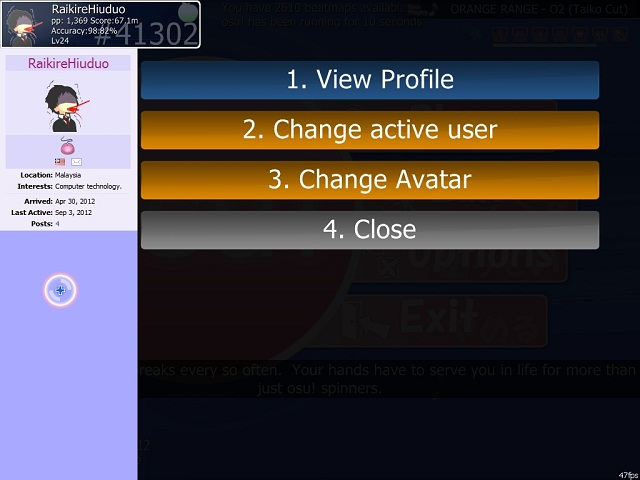 RaikireHiuduo
pp: 1,369 Score:67.1m
Accuracy:98.82%
Lv24
#41302
You have 2610 beatmaps available
osu! has been running for 10 seconds
ORANGE RANGE - O2 (Taiko Cut)
RaikireHiuduo
Location: Malaysia
Interests: Computer technology.
Arrived: Apr 30, 2012
Last Active: Sep 3, 2012
Posts: 4
1. View Profile
2. Change active user
3. Change Avatar
4. Close
Options
Exit
reaks every so often. Your hands have to serve you in life for more than
just osu! spinners.
12
47fps